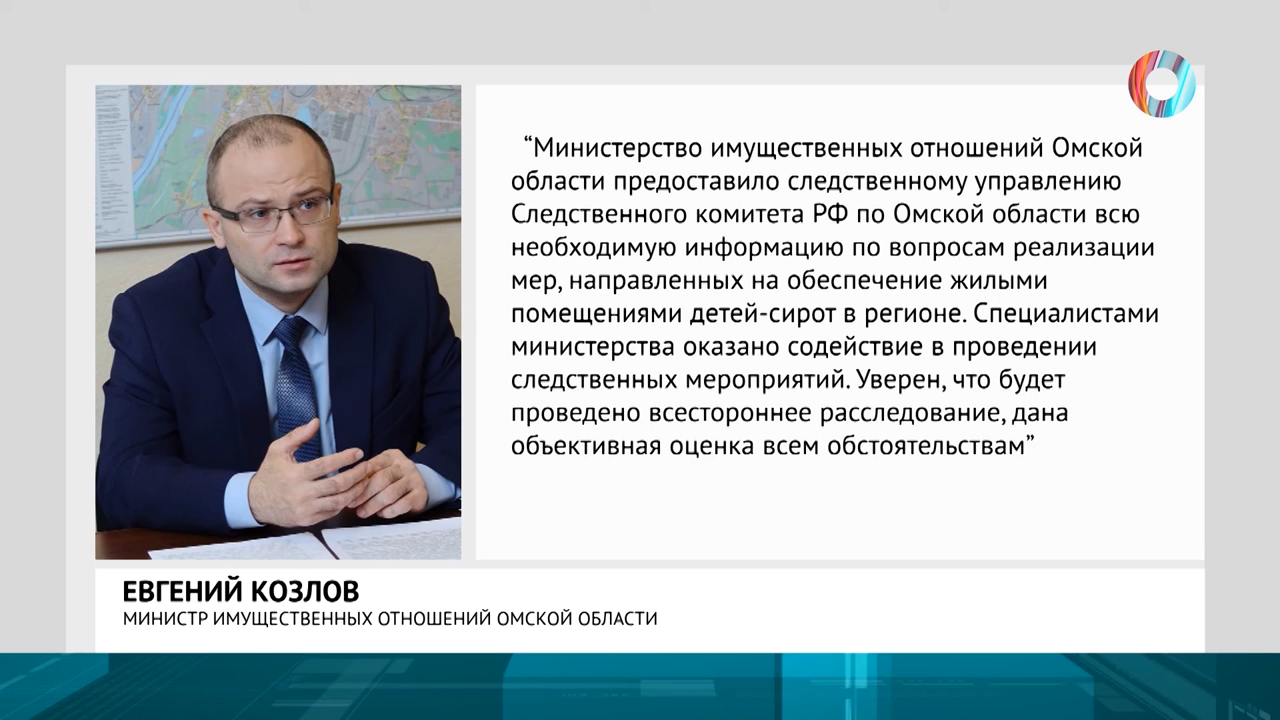 “Министерство имущественных отношений Омской
области предоставило следственному управлению
Следственного комитета РФ по Омской области всю
необходимую информацию по вопросам реализации
мер, направленных на обеспечение жилыми
помещениями детей-сирот в регионе. Специалистами
министерства оказано содействие в проведении
следственных мероприятий. Уверен, что будет
проведено всестороннее расследование, дана
объективная оценка всем обстоятельствам”
ЕВГЕНИЙ КОЗЛОВ
МИНИСТР ИМУЩЕСТВЕННЫХ ОТНОШЕНИЙ ОМСКОЙ ОБЛАСТИ